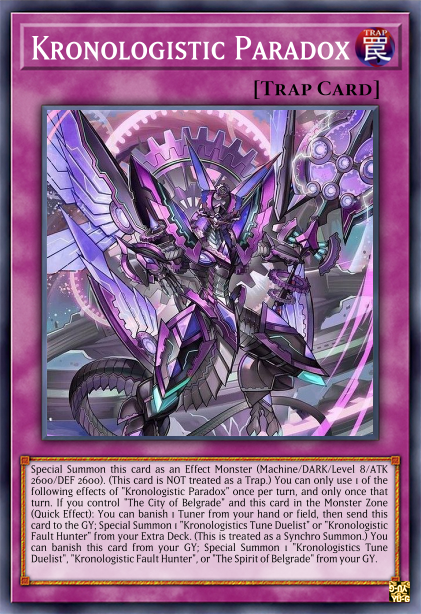 Kronologistic Paradox
TRAP
罠
[Trap Card]
Special Summon this card as an Effect Monster (Machine/DARK/Level 8/ATK
2600/DEF 2600). (This card is NOT treated as a Trap.) You can only use 1 of the
following effects of "Kronologistic Paradox" once per turn, and only once that
turn. If you control "The City of Belgrade" and this card in the Monster Zone
(Quick Effect): You can banish 1 Tuner from your hand or field, then send this
card to the GY; Special Summon 1 "Kronologistics Tune Duelist" or "Kronologistic
Fault Hunter" from your Extra Deck. (This is treated as a Synchro Summon.) You
can banish this card from your GY; Special Summon 1 "Kronologistics Tune
Duelist", "Kronologistic Fault Hunter", or "The Spirit of Belgrade" from your GY.